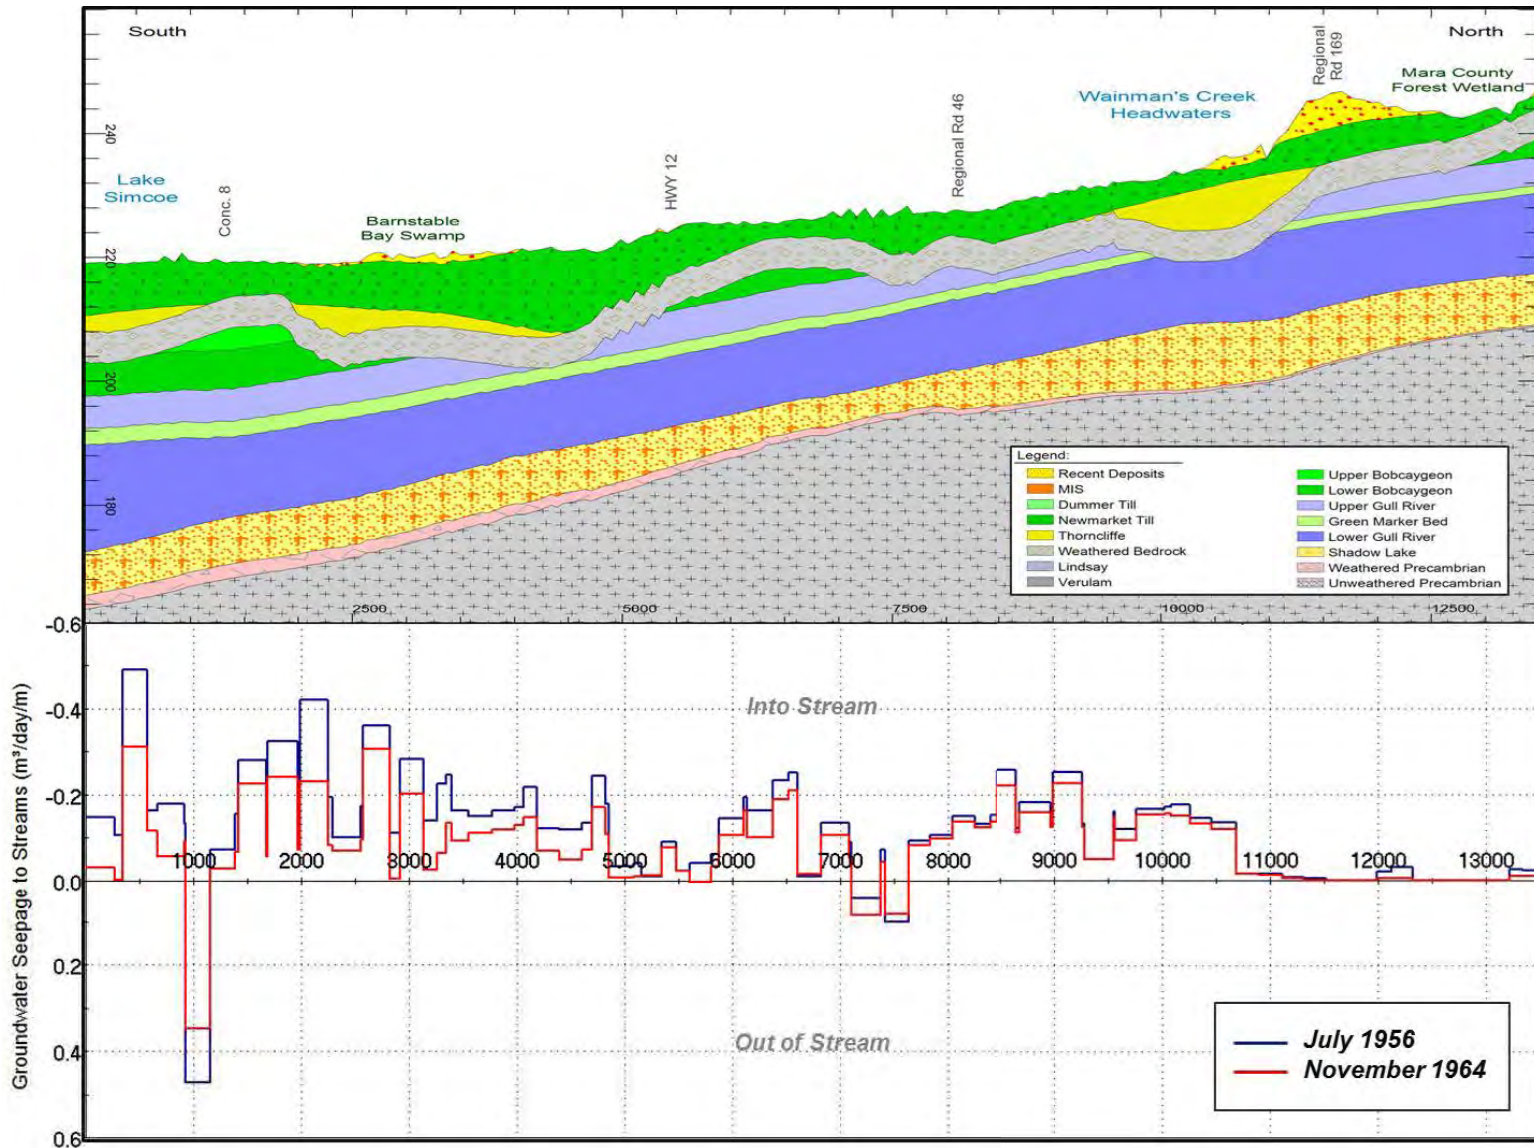 South
North
Regional
Rd 169
Mara County
Forest Wetland
Wainman's Creek
Headwaters
Regional Rd 46
HWY 12
Lake
Simcoe
Conc. 8
Barnstable
Bay Swamp
240
220
200
180
Legend:
Recent Deposits
MIS
Dummer Till
Newmarket Till
Thorncliffe
Weathered Bedrock
Lindsay
Verulam
Upper Bobcaygeon
Lower Bobcaygeon
Upper Gull River
Green Marker Bed
Lower Gull River
Shadow Lake
Weathered Precambrian
Unweathered Precambrian
2500 5000 7500 10000 12500
Groundwater Seepage to Streams (m³/day/m)
-0.6
-0.4
-0.2
0.0
0.2
0.4
0.6
Into Stream
1000 2000 3000 4000 5000 6000 7000 8000 9000 10000 11000 12000 13000
Out of Stream
July 1956
November 1964